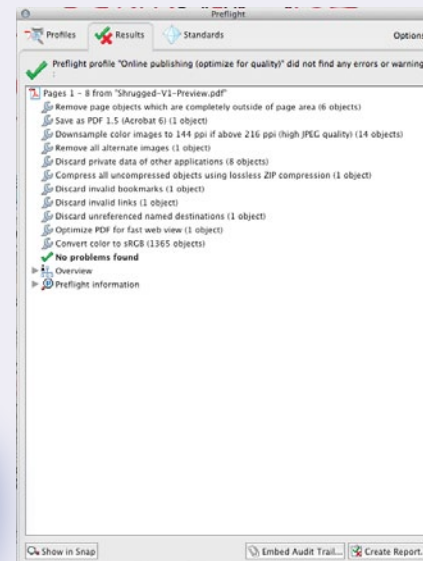 Preflight
Profiles
Results
Standards
Options
Preflight profile "Online publishing (optimize for quality)" did not find any errors or warning
:
Pages 1 - 8 from "Shrugged-V1-Preview.pdf"
Remove page objects which are completely outside of page area (6 objects)
Save as PDF 1.5 (Acrobat 6) (1 object)
Downsample color images to 144 ppi if above 216 ppi (high JPEG quality) (14 objects)
Remove all alternate images (1 object)
Discard private data of other applications (8 objects)
Compress all uncompressed objects using lossless ZIP compression (1 object)
Discard invalid bookmarks (1 object)
Discard invalid links (1 object)
Discard unreferenced named destinations (1 object)
Optimize PDF for fast web view (1 object)
Convert color to sRGB (1365 objects)
No problems found
Overview
Preflight information
Show in Snap
Embed Audit Trail...
Create Report.